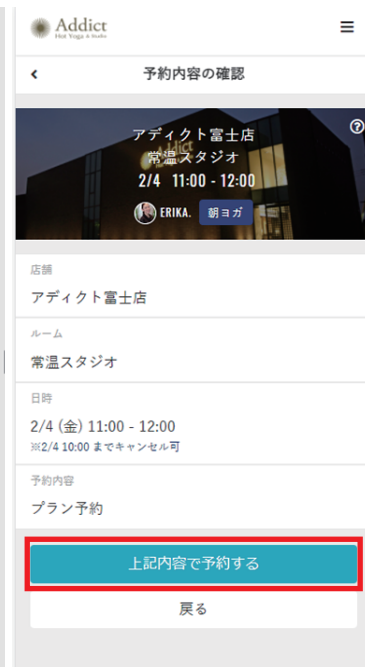 Addict
Hot Yoga & Studio
予約内容の確認
アディクト富士店
常温スタジオ
2/4 11:00 - 12:00
ERIKA. 朝ヨガ
店舗
アディクト富士店
ルーム
常温スタジオ
日時
2/4 (金) 11:00 - 12:00
※2/4 10:00 までキャンセル可
予約内容
プラン予約
上記内容で予約する
戻る